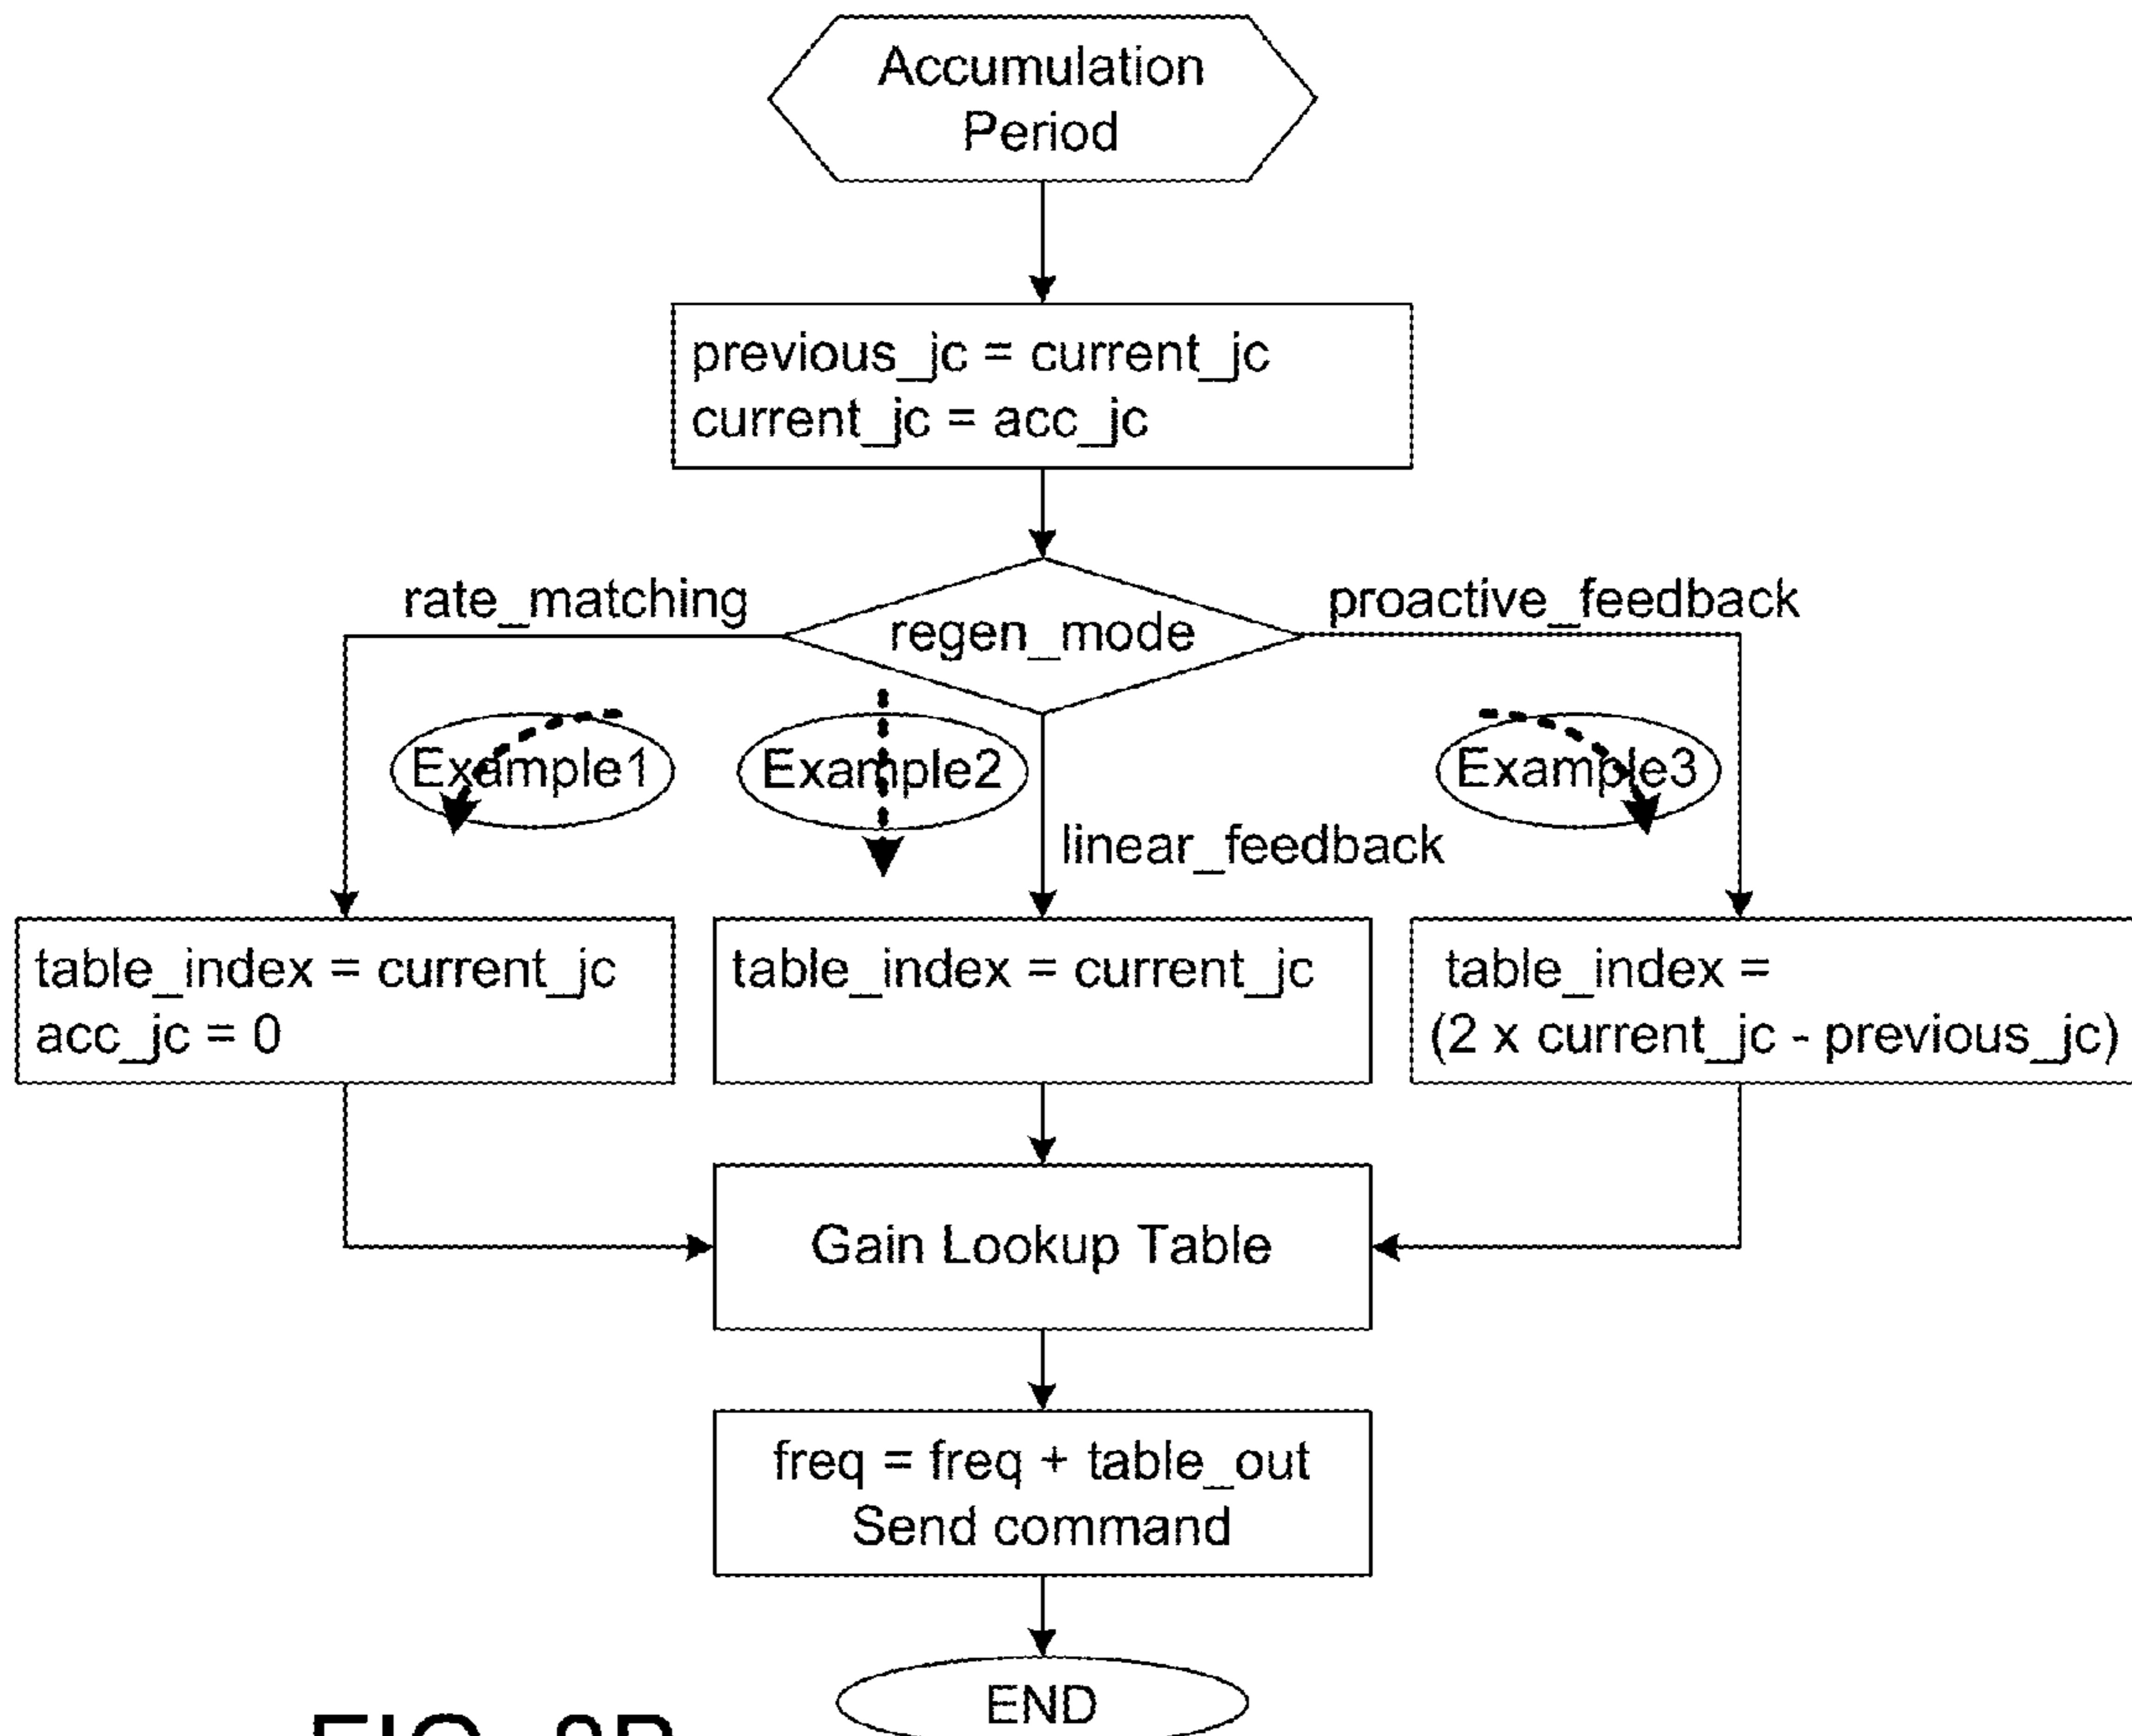 Accumulation
Period
previous_jc = current_jc
current_jc = acc_jc
rate_matching
regen_mode
proactive_feedback
Example1
Example2
Example3
linear_feedback
table_index = current_jc
acc_jc = 0
table_index = current_jc
table_index =
(2 x current_jc - previous_jc)
Gain Lookup Table
freq = freq + table_out
Send command
END